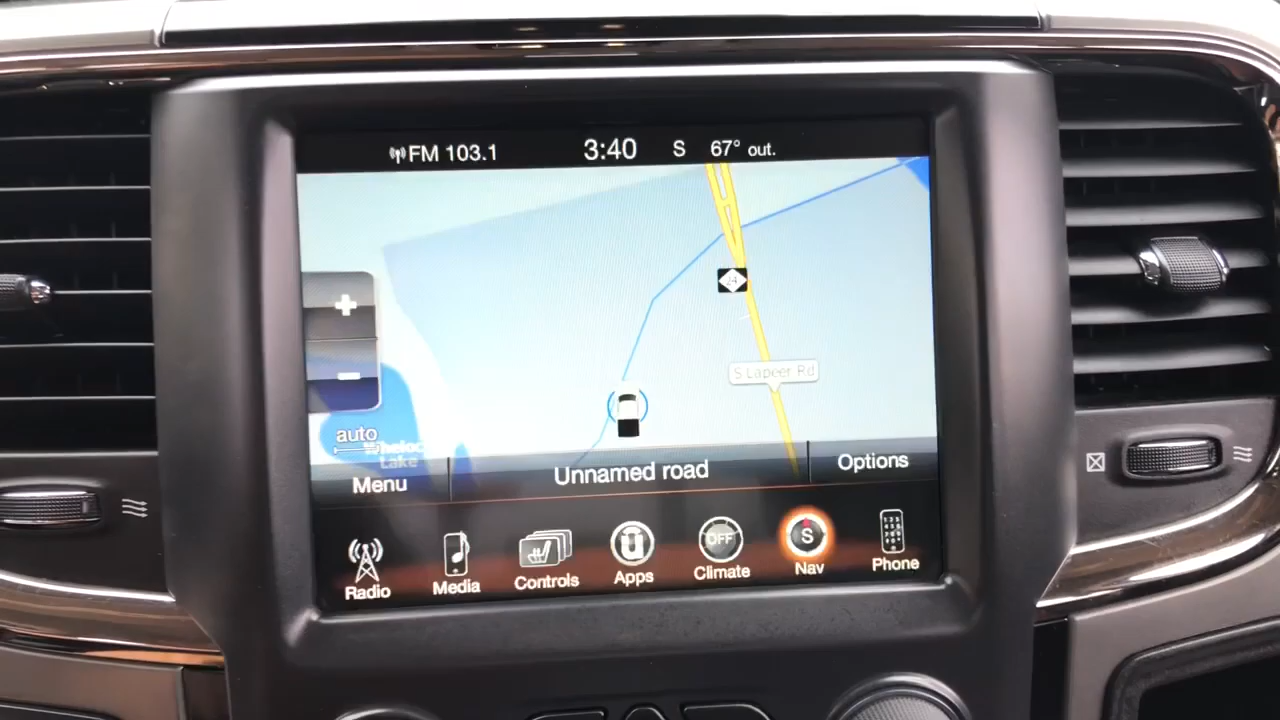 FM 103.1 3:40 S 67° out.
24
S Lapeer Rd
auto
Lake
Menu Unnamed road Options
OFF S
Radio Media Controls Apps Climate Nav Phone